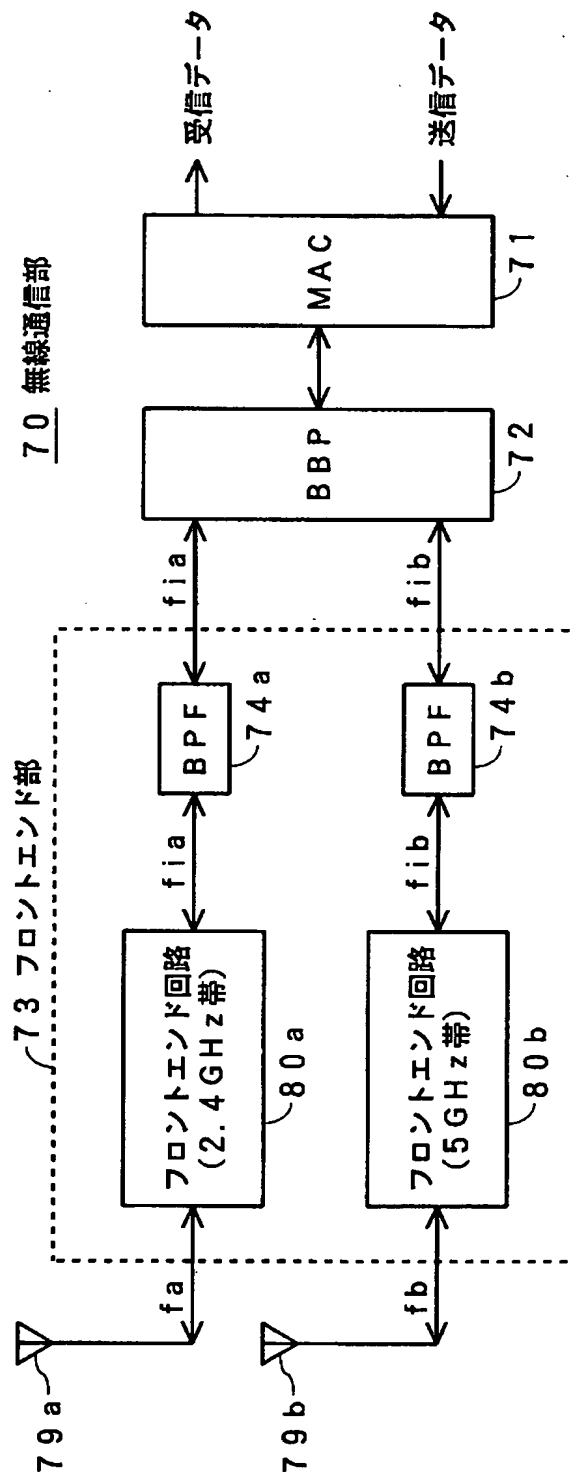 70 無線通信部
73 フロントエンド部
79a
fa
フロントエンド回路
(2.4GHz帯)
80a
fia
BPF
74a
fia
79b
fb
フロントエンド回路
(5GHz帯)
80b
fib
BPF
74b
fib
BBP
72
MAC
71
受信データ
送信データ